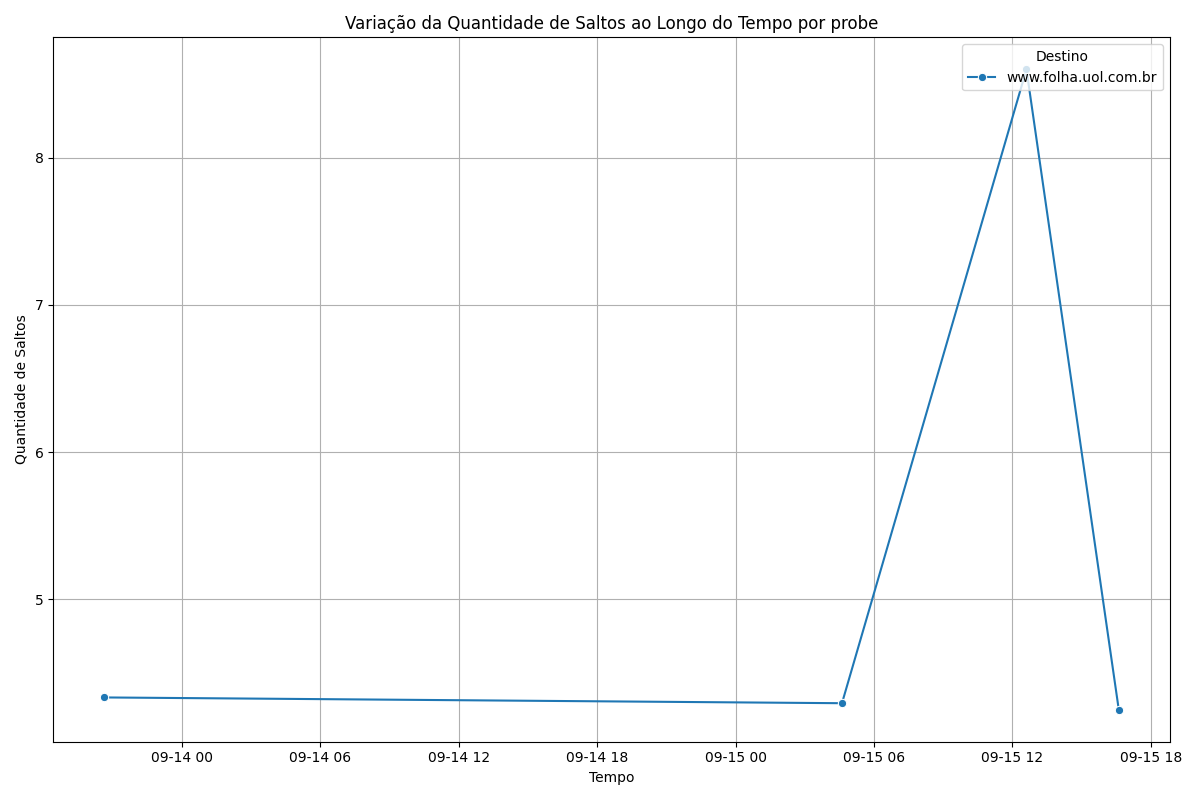 Variação da Quantidade de Saltos ao Longo do Tempo por probe
Destino
www.folha.uol.com.br
Quantidade de Saltos
8
7
6
5
09-14 00 09-14 06 09-14 12 09-14 18 09-15 00 09-15 06 09-15 12 09-15 18
Tempo